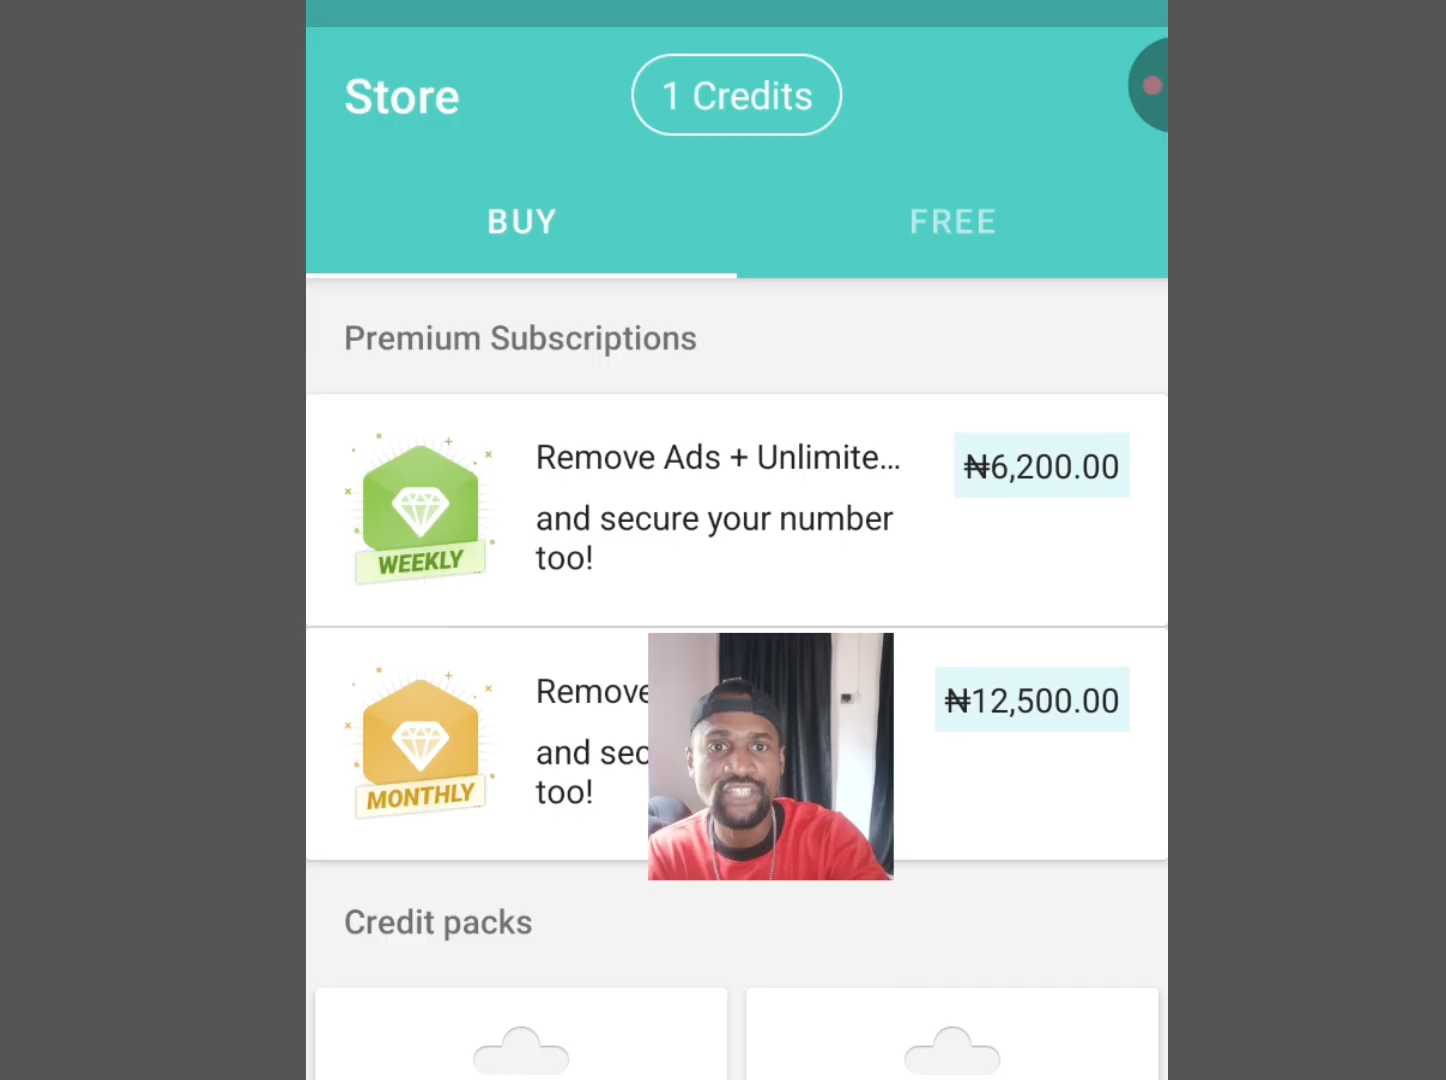 Store
1 Credits
BUY
FREE
Premium Subscriptions
Remove Ads + Unlimite...
₦6,200.00
and secure your number
too!
WEEKLY
Remove
₦12,500.00
and sec
too!
MONTHLY
Credit packs